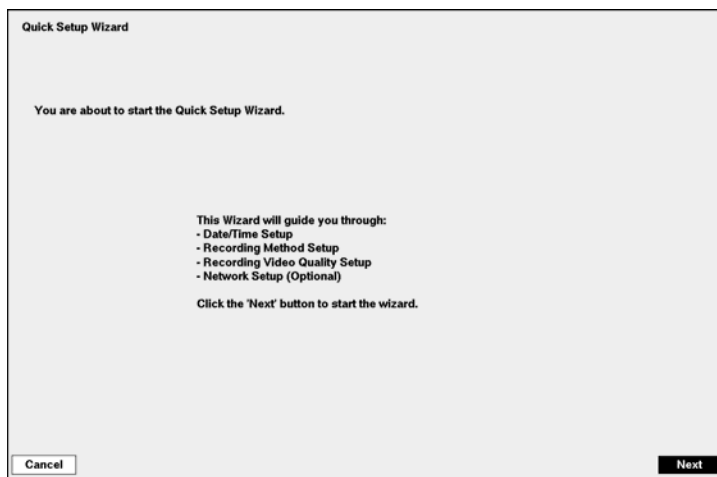 Quick Setup Wizard
You are about to start the Quick Setup Wizard.
This Wizard will guide you through:
- Date/Time Setup
- Recording Method Setup
- Recording Video Quality Setup
- Network Setup (Optional)
Click the 'Next' button to start the wizard.
Cancel
Next